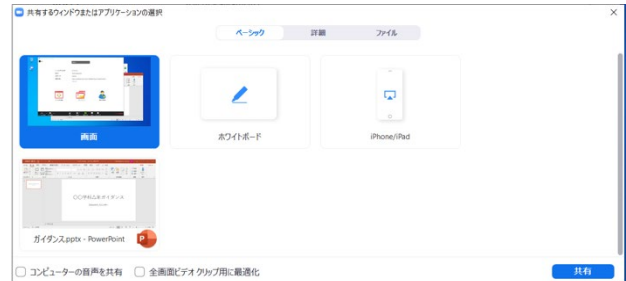 共有するウィンドウまたはアプリケーションの選択
ベーシック 詳細 ファイル
画面
ホワイトボード
iPhone/iPad
ガイダンス.pptx - PowerPoint
コンピューターの音声を共有 全画面ビデオ クリップ用に最適化
共有